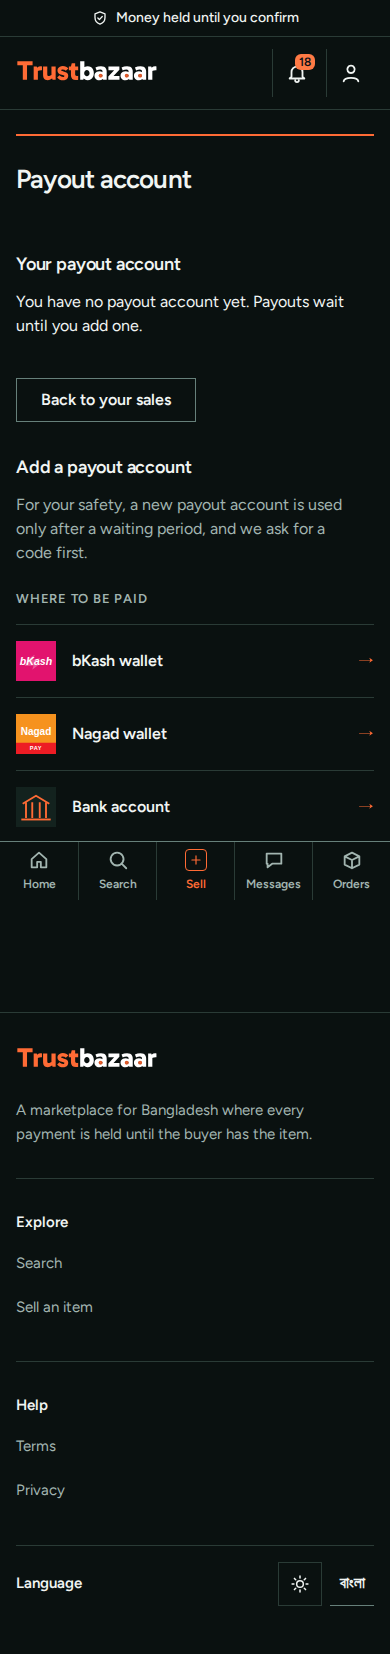 Money held until you confirm
Trustbazaar
18
Payout account
Your payout account
You have no payout account yet. Payouts wait
until you add one.
Back to your sales
Add a payout account
For your safety, a new payout account is used
only after a waiting period, and we ask for a
code first.
WHERE TO BE PAID
bKash
bKash wallet
Nagad
PAY
Nagad wallet
Bank account
Home
Search
Sell
Messages
Orders
Trustbazaar
A marketplace for Bangladesh where every
payment is held until the buyer has the item.
Explore
Search
Sell an item
Help
Terms
Privacy
Language
বাংলা